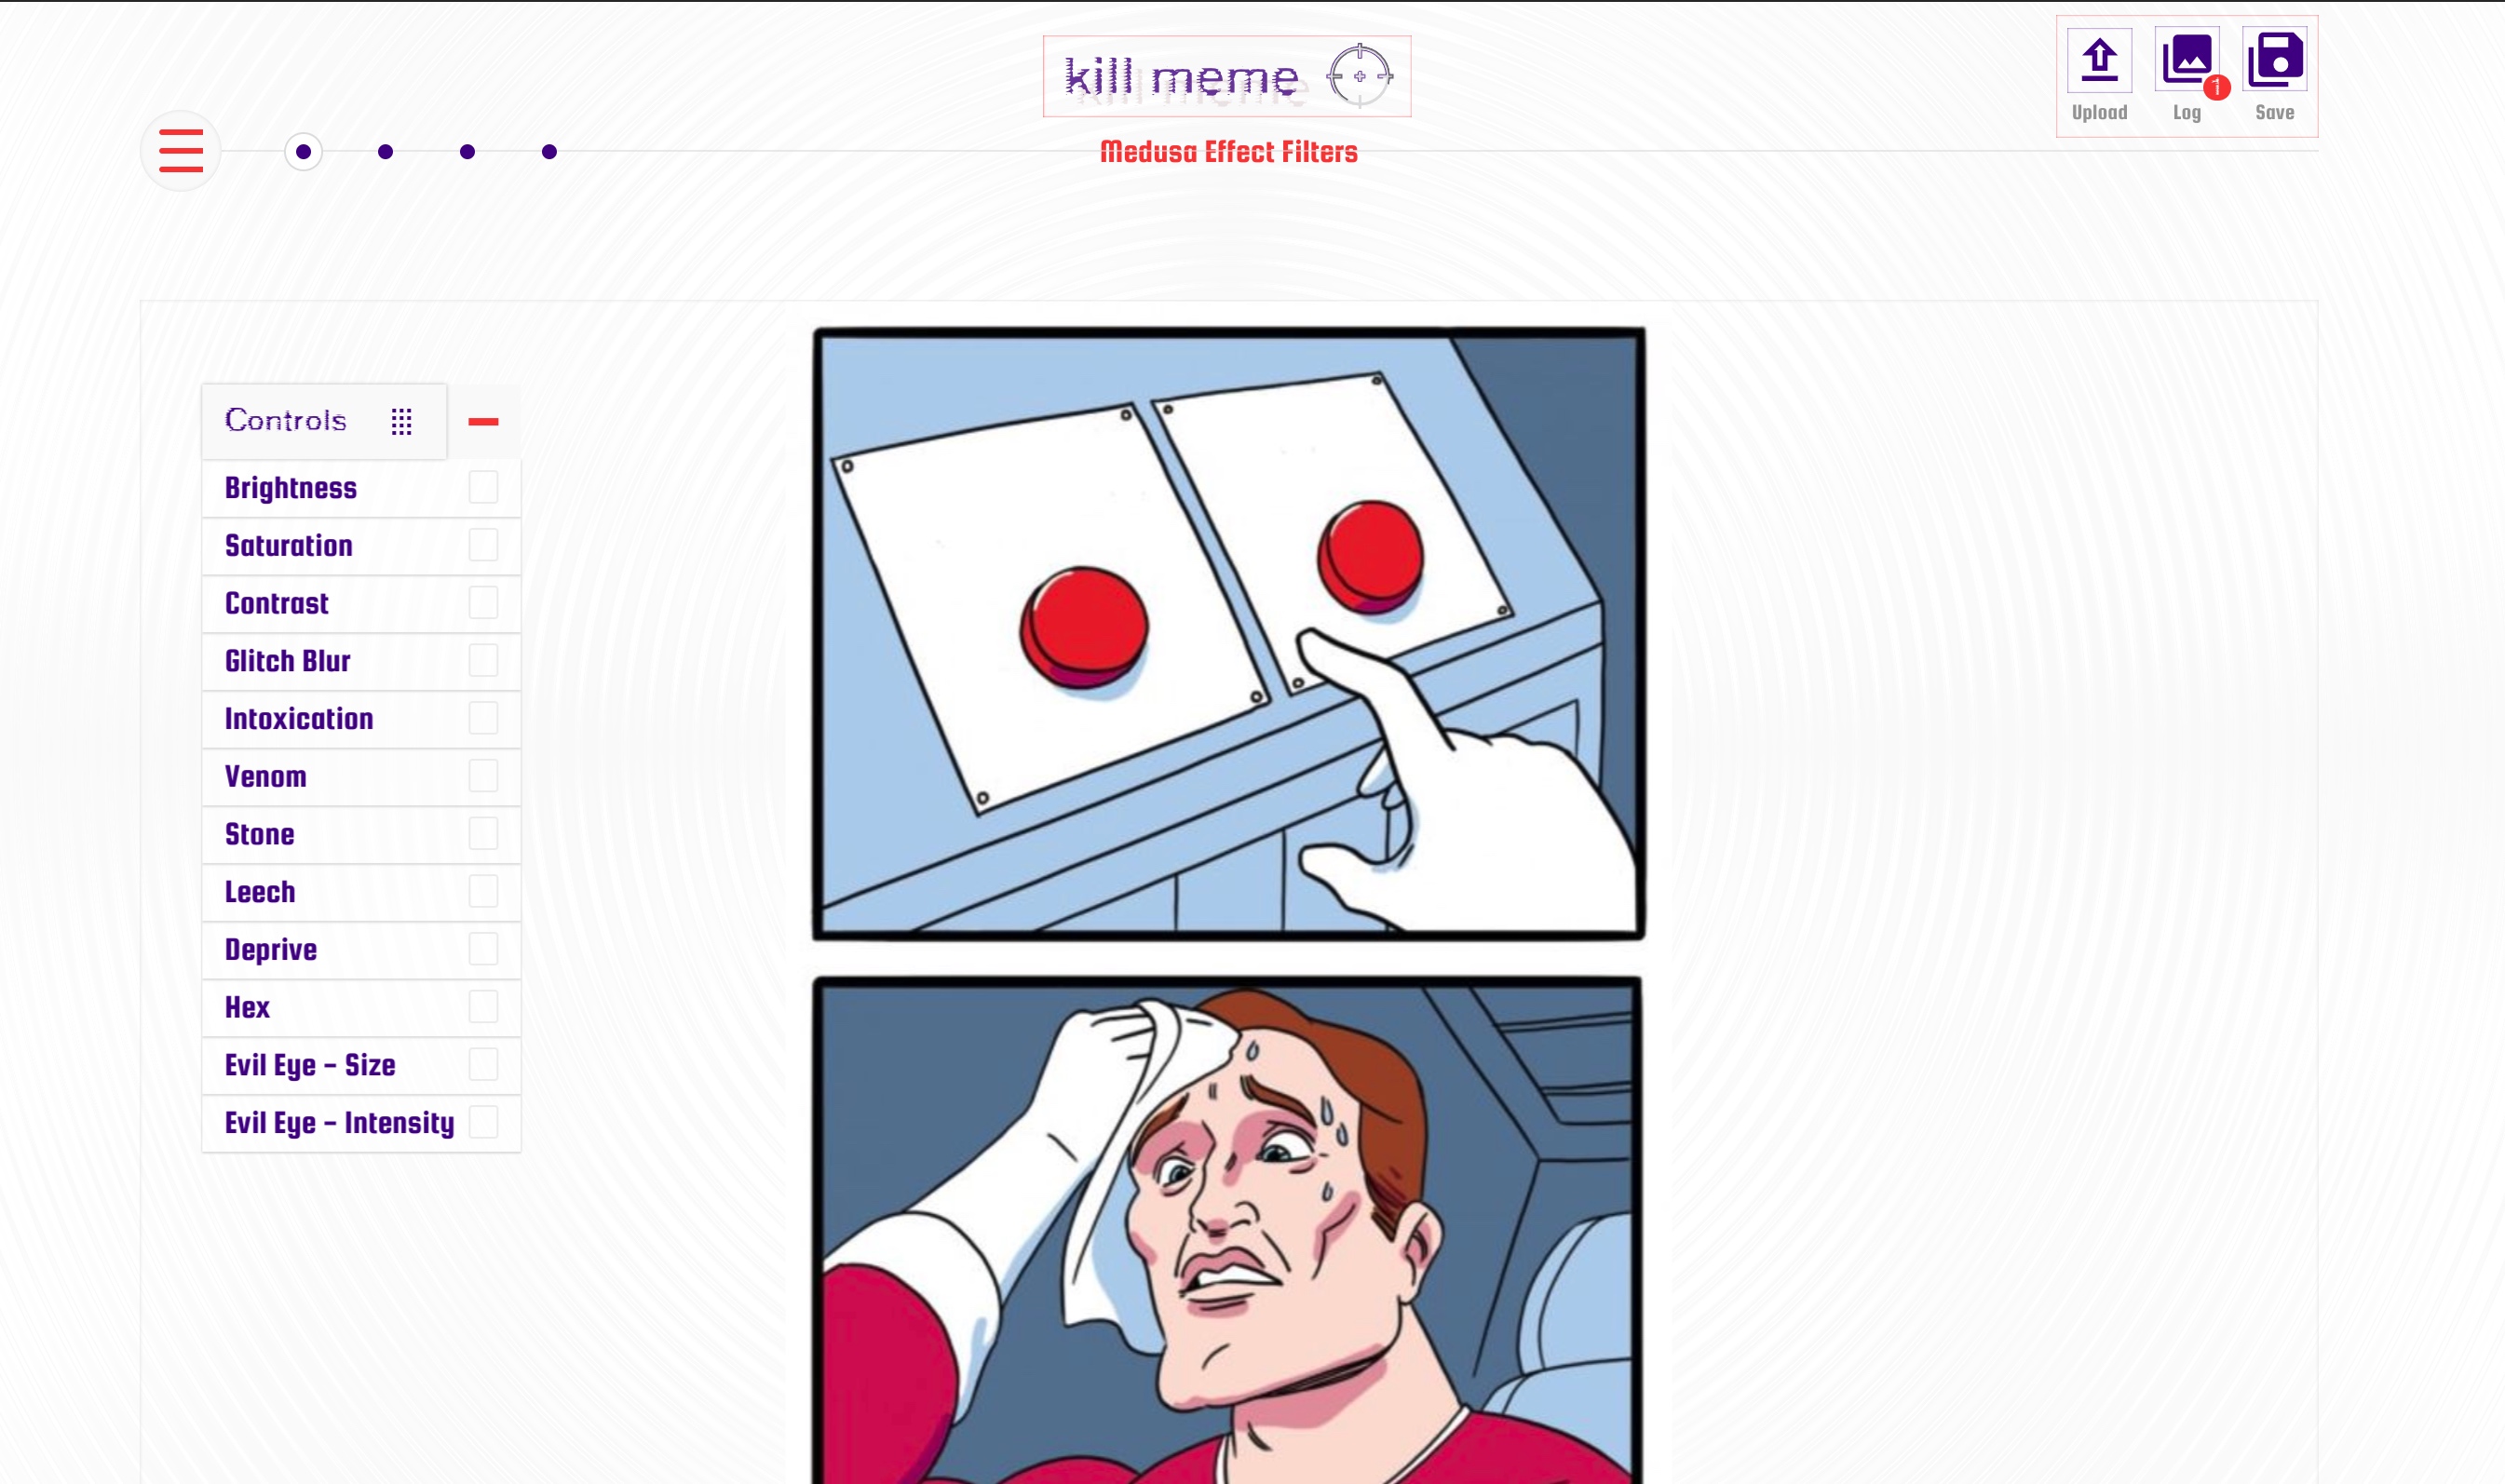 kill meme
Upload
Log
1
Save
Medusa Effect Filters
Controls
Brightness
Saturation
Contrast
Glitch Blur
Intoxication
Venom
Stone
Leech
Deprive
Hex
Evil Eye - Size
Evil Eye - Intensity